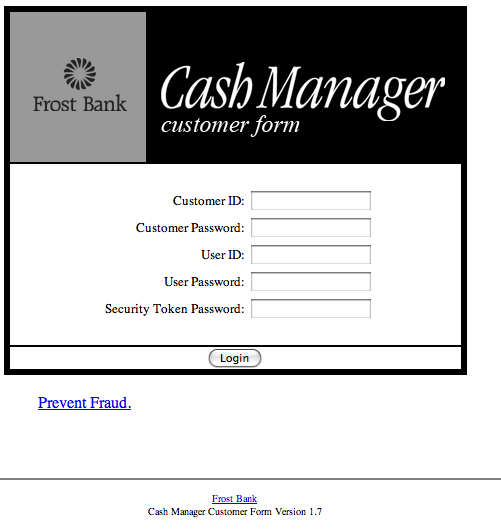 Frost Bank
Cash Manager
customer form
Customer ID:
Customer Password:
User ID:
User Password:
Security Token Password:
Login
Prevent Fraud.
Frost Bank
Cash Manager Customer Form Version 1.7